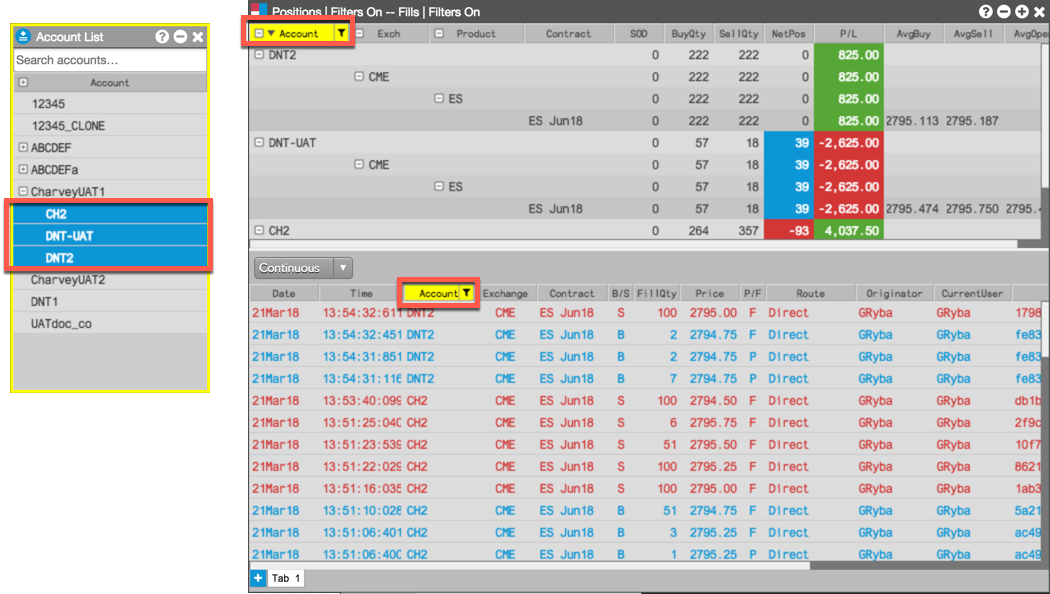 Account List
Search accounts...
Account
12345
12345_CLONE
ABCDEF
ABCDEFa
CharveyUAT1
CH2
DNT-UAT
DNT2
CharveyUAT2
DNT1
UATdoc_co
Positions | Filters On -- Fills | Filters On
Account Exch Product Contract SOD BuyQty SellQty NetPos P/L AvgBuy AvgSell AvgOpe
DNT2 0 222 222 0 825.00
CME 0 222 222 0 825.00
ES 0 222 222 0 825.00
ES Jun18 0 222 222 0 825.00 2795.113 2795.187
DNT-UAT 0 57 18 39 -2,625.00
CME 0 57 18 39 -2,625.00
ES 0 57 18 39 -2,625.00
ES Jun18 0 57 18 39 -2,625.00 2795.474 2795.750 2795.
CH2 0 264 357 -93 4,037.50
Continuous
Date Time Account Exchange Contract B/S FillQty Price P/F Route Originator CurrentUser
21Mar18 13:54:32:611 DNT2 CME ES Jun18 S 100 2795.00 F Direct GRyba GRyba 1798
21Mar18 13:54:32:451 DNT2 CME ES Jun18 B 2 2794.75 F Direct GRyba GRyba fe83
21Mar18 13:54:31:851 DNT2 CME ES Jun18 B 2 2794.75 P Direct GRyba GRyba fe83
21Mar18 13:54:31:116 DNT2 CME ES Jun18 B 7 2794.75 P Direct GRyba GRyba fe83
21Mar18 13:53:40:099 CH2 CME ES Jun18 S 100 2794.50 F Direct GRyba GRyba db1b
21Mar18 13:51:25:040 CH2 CME ES Jun18 S 6 2795.75 F Direct GRyba GRyba 2f9c
21Mar18 13:51:23:539 CH2 CME ES Jun18 S 51 2795.50 F Direct GRyba GRyba 10f7
21Mar18 13:51:22:029 CH2 CME ES Jun18 S 100 2795.25 F Direct GRyba GRyba 8621
21Mar18 13:51:16:035 CH2 CME ES Jun18 S 100 2795.00 F Direct GRyba GRyba 1ab3
21Mar18 13:51:10:028 CH2 CME ES Jun18 B 51 2794.75 F Direct GRyba GRyba 5a21
21Mar18 13:51:06:401 CH2 CME ES Jun18 B 3 2795.25 F Direct GRyba GRyba ac49
21Mar18 13:51:06:400 CH2 CME ES Jun18 B 1 2795.25 P Direct GRyba GRyba ac49
Tab 1